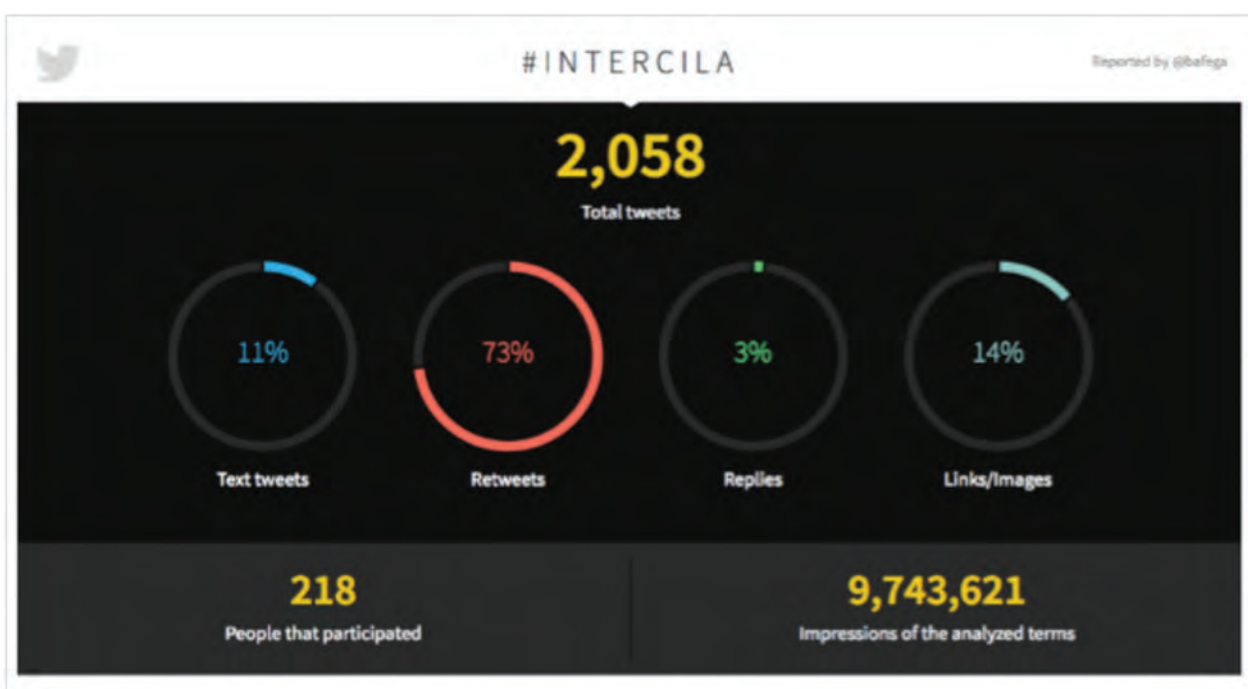 #INTERCILA
Reported by @bafega
2,058
Total tweets
11%
73%
3%
14%
Text tweets
Retweets
Replies
Links/Images
218
9,743,621
People that participated
Impressions of the analyzed terms